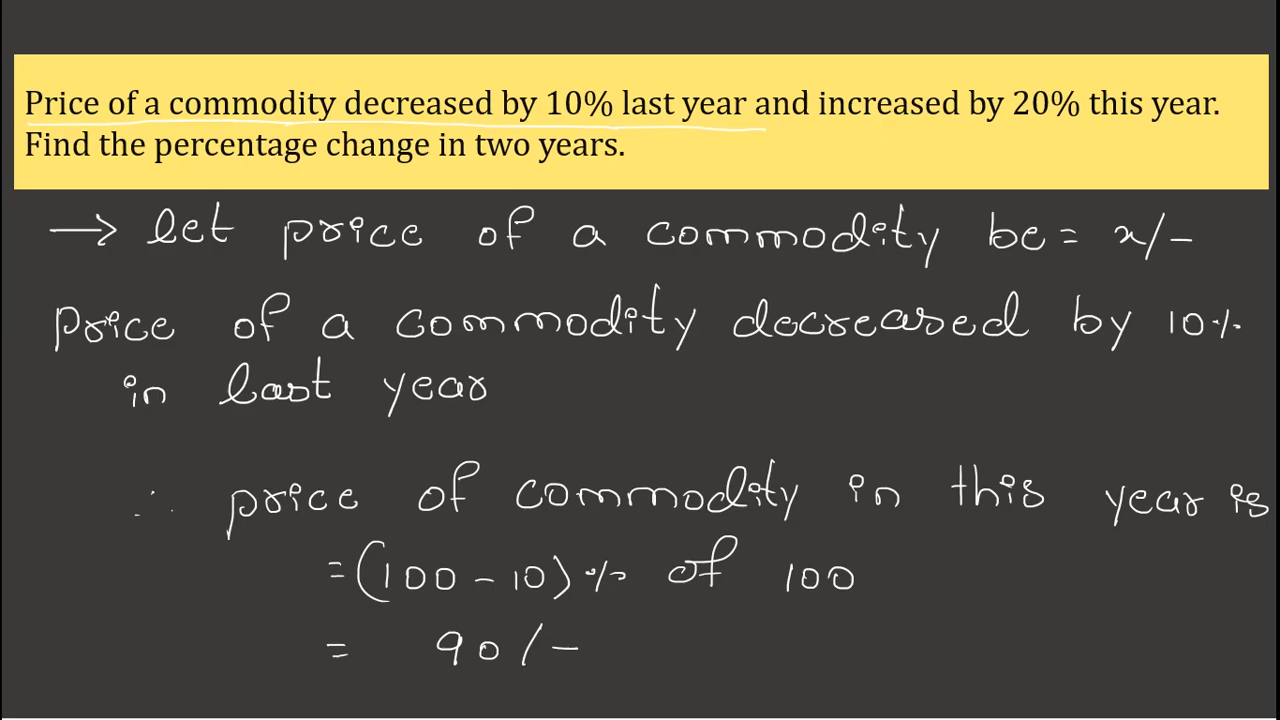 Price of a commodity decreased by 10% last year and increased by 20% this year.
Find the percentage change in two years.
→ let price of a commodity be = x/-
price of a commodity decreased by 10%
in last year
∴ price of commodity in this year is
= (100 - 10) % of 100
= 90/-